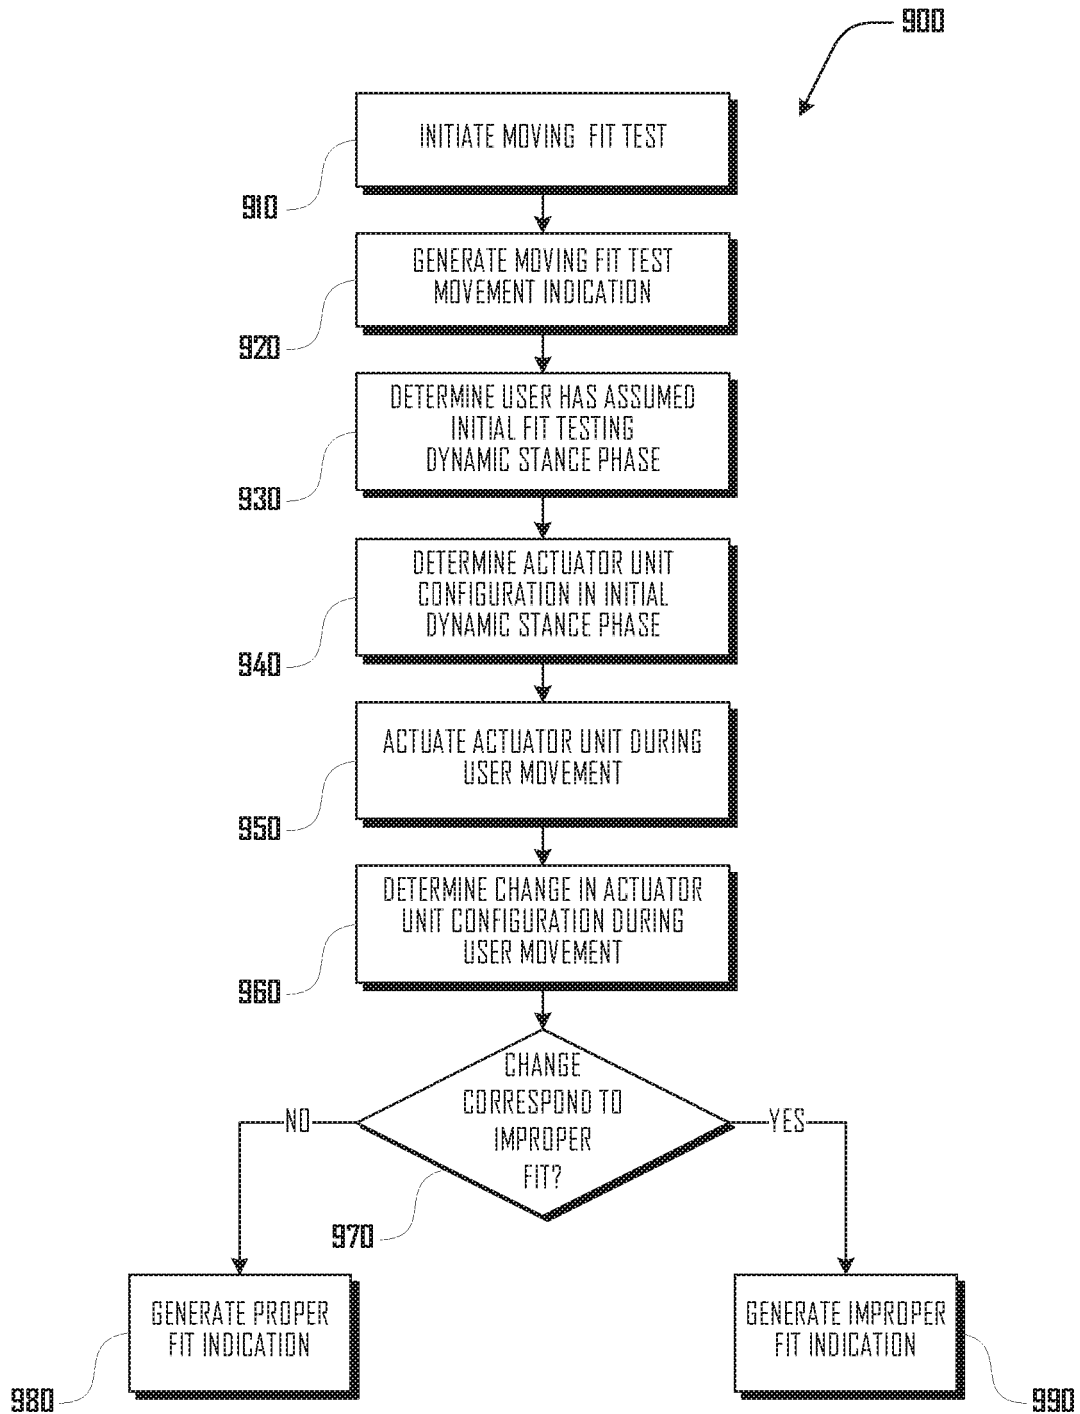 900
INITIATE MOVING FIT TEST
910
GENERATE MOVING FIT TEST
MOVEMENT INDICATION
920
DETERMINE USER HAS ASSUMED
INITIAL FIT TESTING
DYNAMIC STANCE PHASE
930
DETERMINE ACTUATOR UNIT
CONFIGURATION IN INITIAL
DYNAMIC STANCE PHASE
940
ACTUATE ACTUATOR UNIT DURING
USER MOVEMENT
950
DETERMINE CHANGE IN ACTUATOR
UNIT CONFIGURATION DURING
USER MOVEMENT
960
CHANGE
CORRESPOND TO
IMPROPER
FIT?
NO
YES
970
GENERATE PROPER
FIT INDICATION
980
GENERATE IMPROPER
FIT INDICATION
990